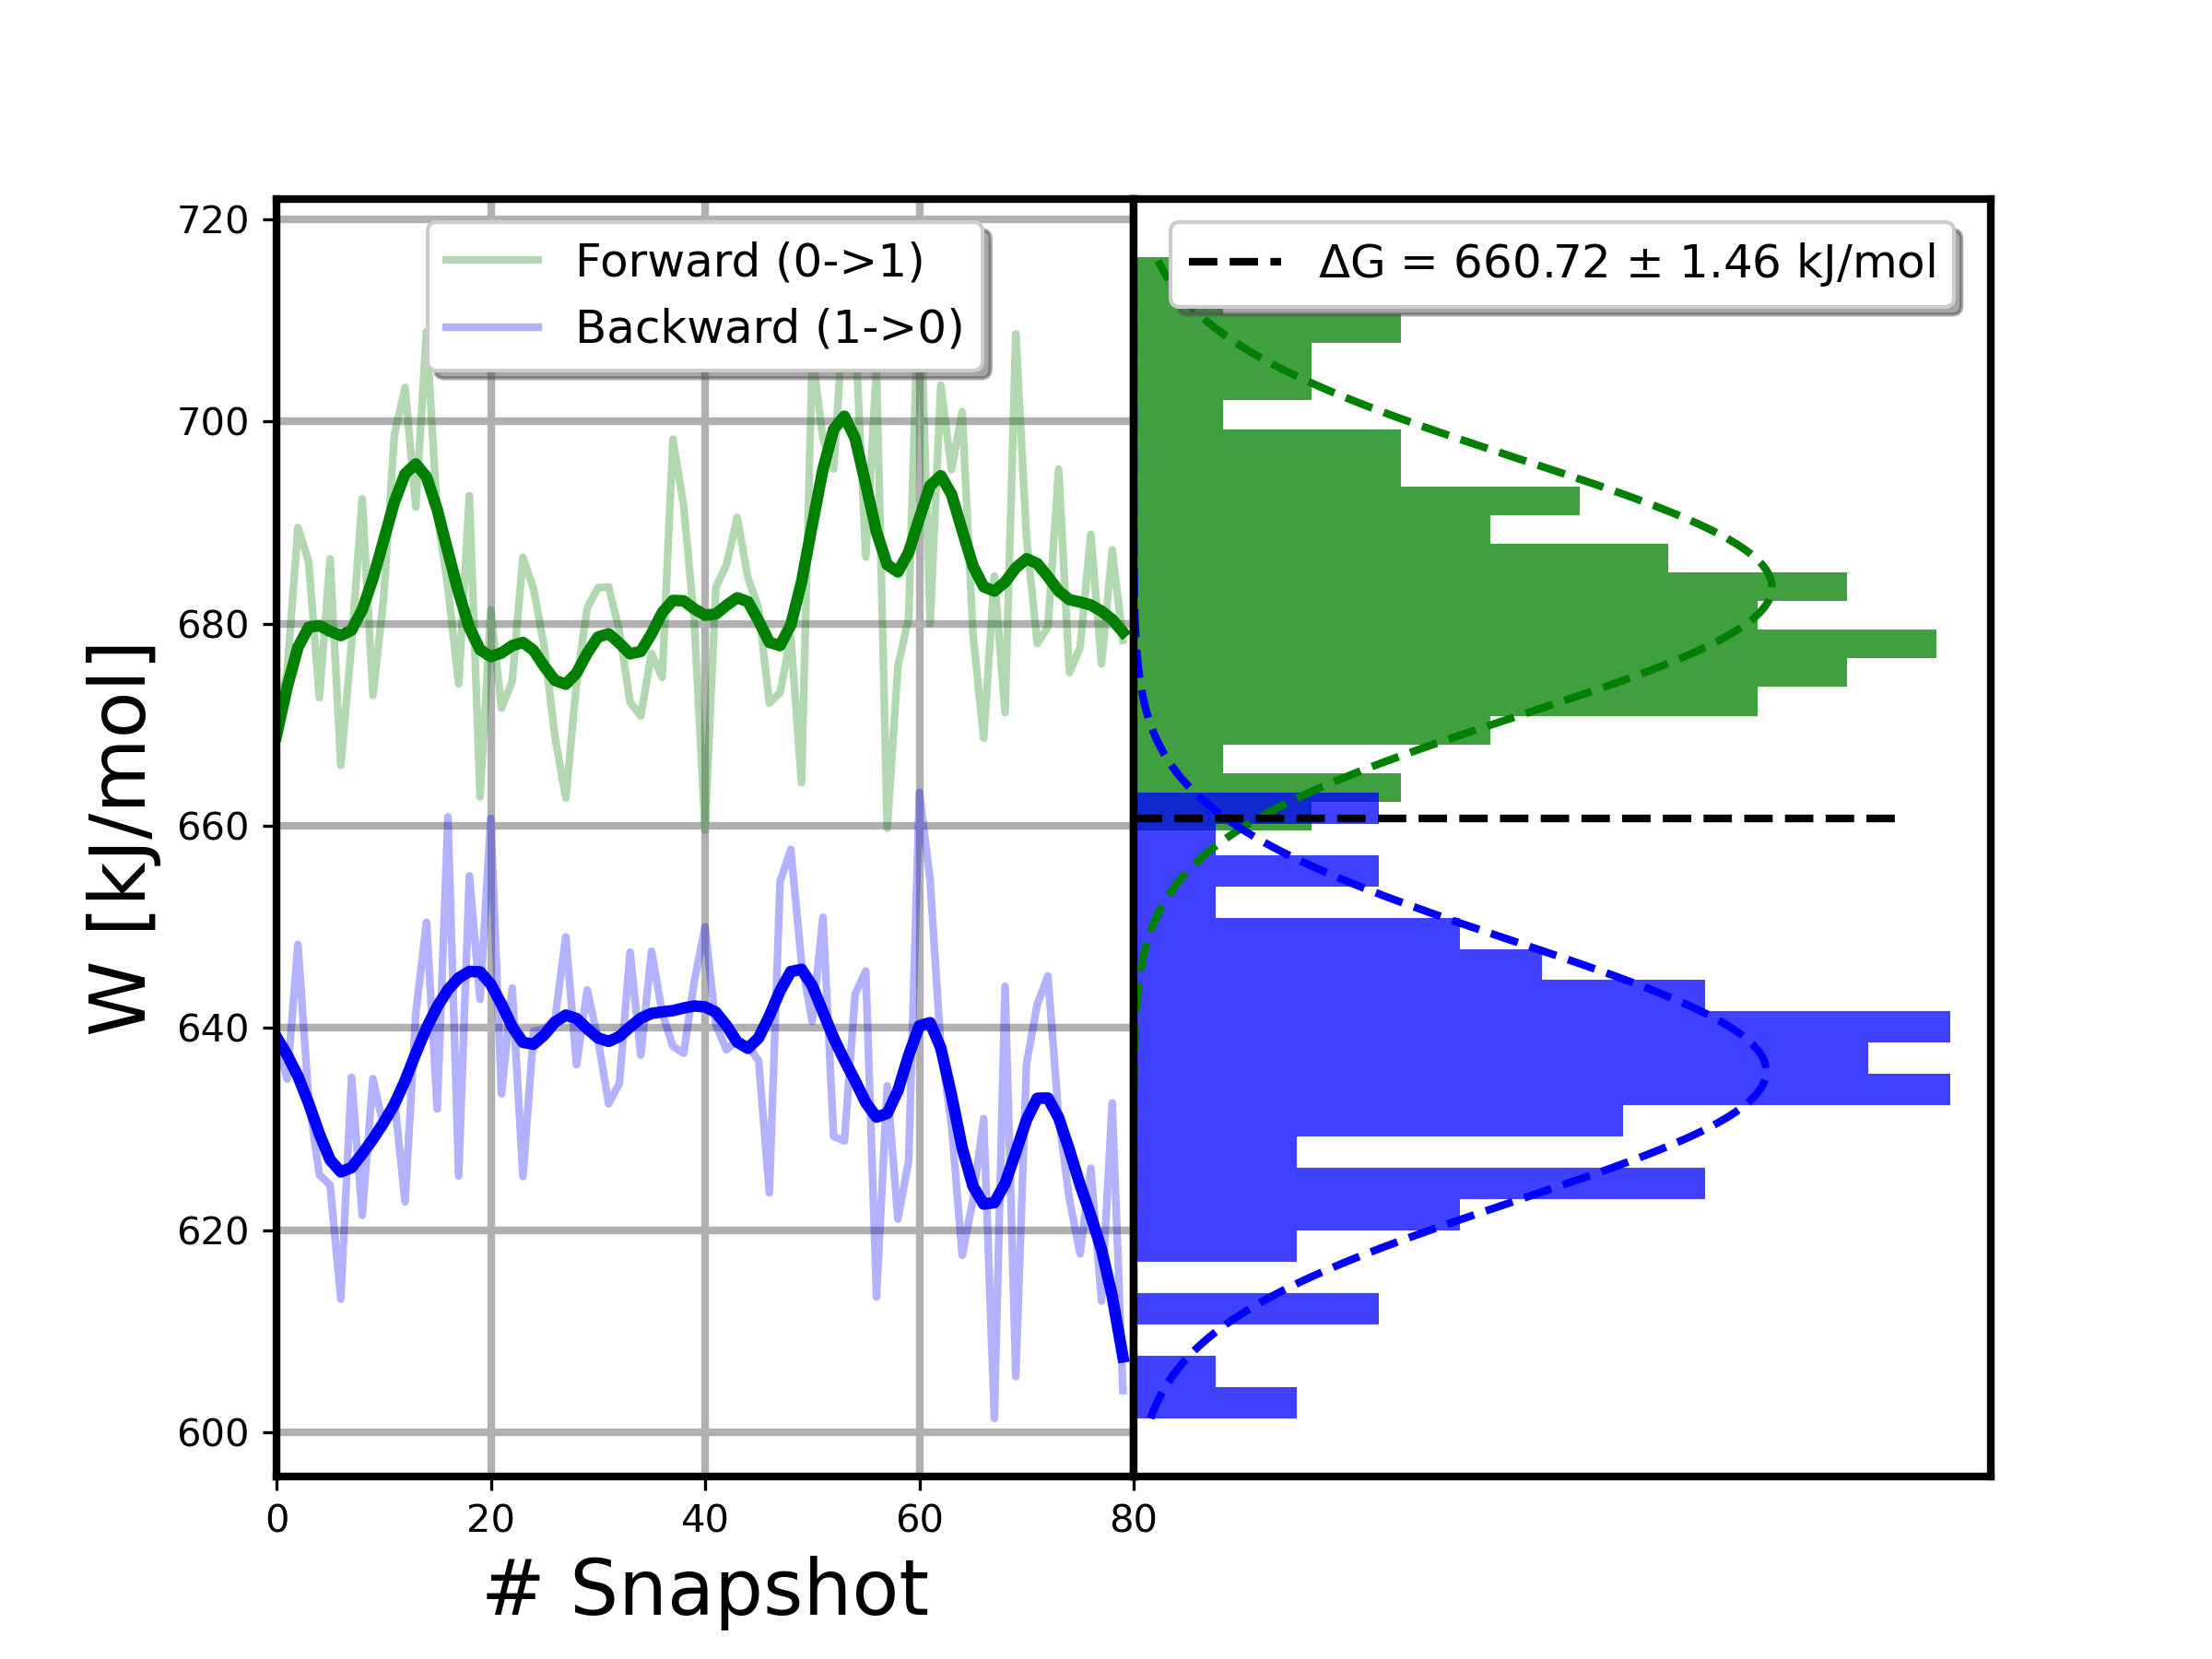 Forward (0->1)
Backward (1->0)
ΔG = 660.72 ± 1.46 kJ/mol
W [kJ/mol]
720
700
680
660
640
620
600
0 20 40 60 80
# Snapshot